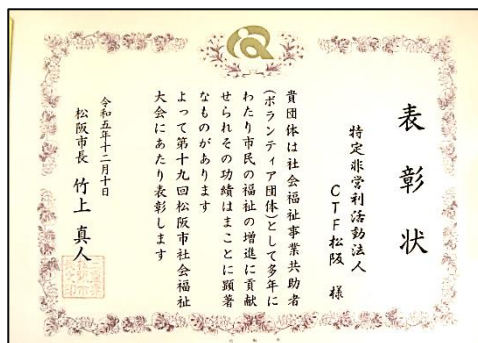 表彰状
特定非営利活動法人
CTF松阪 様
貴団体は社会福祉事業共助者
(ボランティア団体)として多年に
わたり市民の福祉の増進に貢献
せられその功績はまことに顕著
なものがあります
よって第十九回松阪市社会福祉
大会にあたり表彰します
令和五年十二月十日
松阪市長 竹上真人